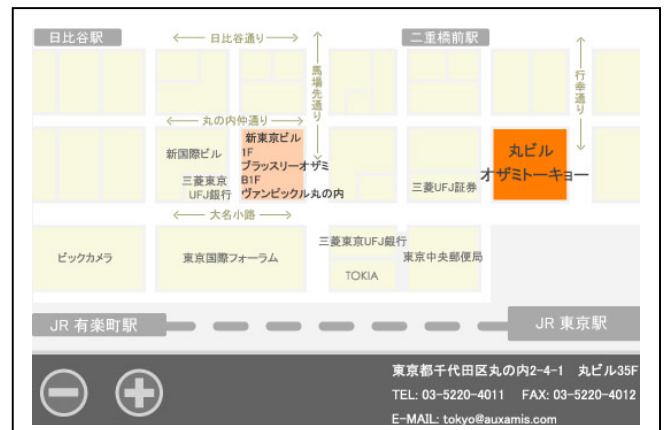 日比谷駅
日比谷通り
二重橋前駅
馬場先通り
行幸通り
丸の内仲通り
新国際ビル
三菱東京
UFJ銀行
新東京ビル
1F
ブラッスリーオザミ
B1F
ヴァンピックル丸の内
三菱UFJ証券
丸ビル
オザミトーキョー
大名小路
ビックカメラ
東京国際フォーラム
三菱東京UFJ銀行
TOKIA
東京中央郵便局
JR 有楽町駅
JR 東京駅
東京都千代田区丸の内2-4-1 丸ビル35F
TEL: 03-5220-4011 FAX: 03-5220-4012
E-MAIL: tokyo@auxamis.com